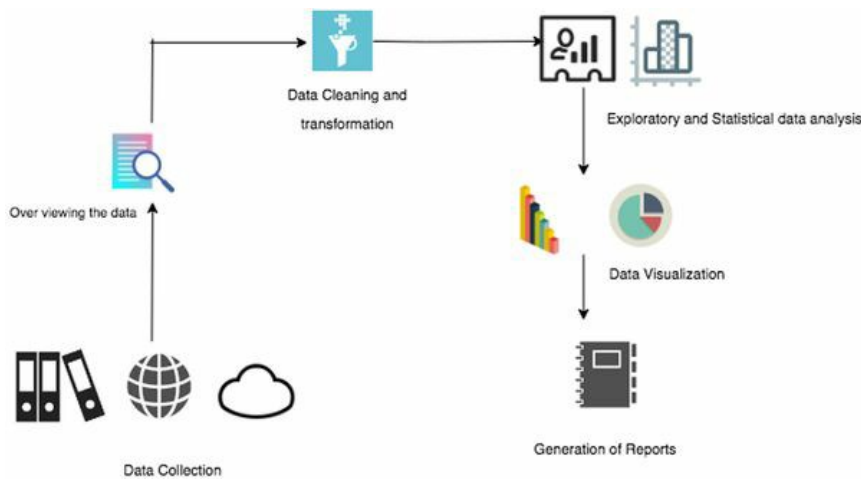 Data Cleaning and
transformation
Exploratory and Statistical data analysis
Over viewing the data
Data Visualization
Generation of Reports
Data Collection